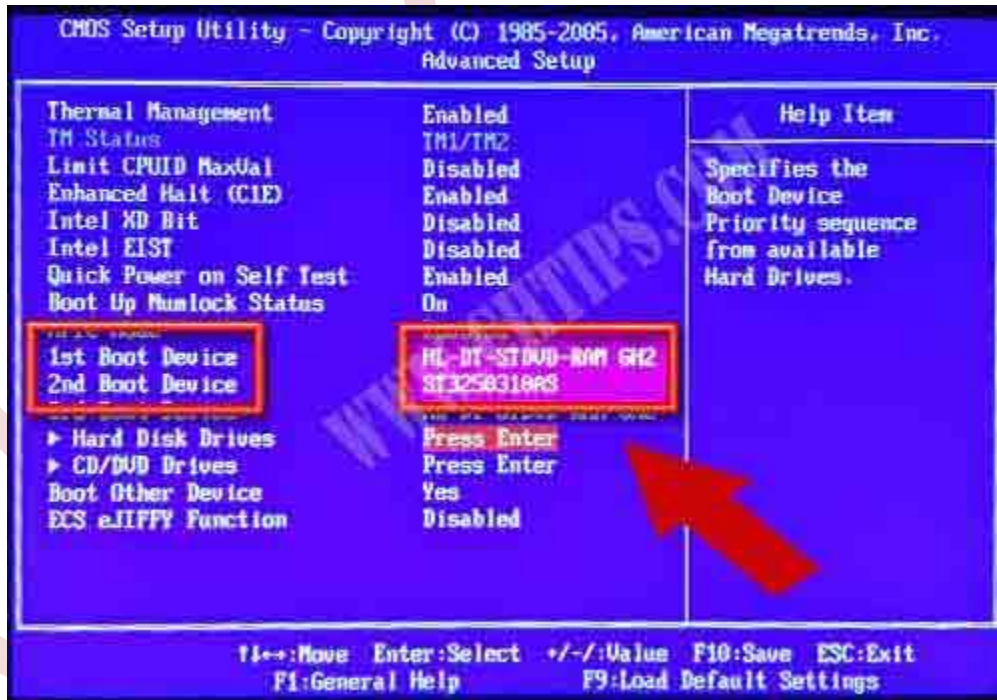 CMOS Setup Utility - Copyright (C) 1985-2005, American Megatrends, Inc.
Advanced Setup
Thermal Management Enabled
TM Status TM1/TM2
Limit CPUID MaxVal Disabled
Enhanced Halt (C1E) Enabled
Intel XD Bit Disabled
Intel EIST Disabled
Quick Power on Self Test Enabled
Boot Up Numlock Status On
1st Boot Device HL-DT-STDVD-RAM GH2
2nd Boot Device ST3250310AS
► Hard Disk Drives Press Enter
► CD/DVD Drives Press Enter
Boot Other Device Yes
ECS eJIFFY Function Disabled
Help Item
Specifies the
Boot Device
Priority sequence
from available
Hard Drives.
↑↓←→:Move Enter:Select +/-/:Value F10:Save ESC:Exit
F1:General Help F9:Load Default Settings